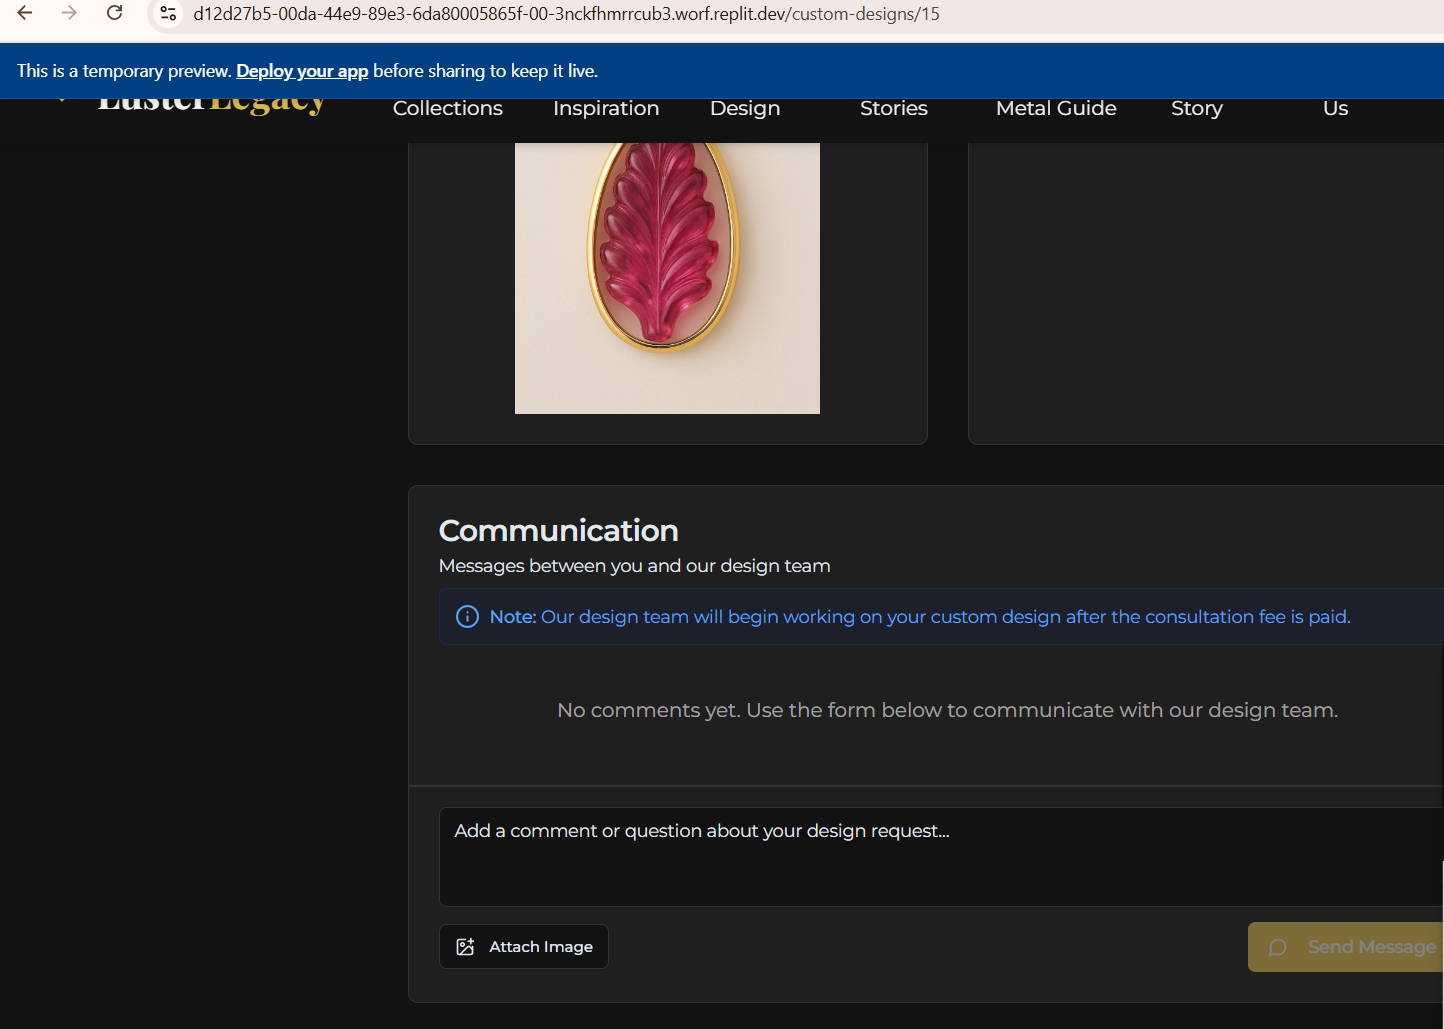 d12d27b5-00da-44e9-89e3-6da80005865f-00-3nckfhmrrcub3.worf.replit.dev/custom-designs/15
This is a temporary preview. Deploy your app before sharing to keep it live.
LusterLegacy
Collections Inspiration Design Stories Metal Guide Story Us
Communication
Messages between you and our design team
Note: Our design team will begin working on your custom design after the consultation fee is paid.
No comments yet. Use the form below to communicate with our design team.
Add a comment or question about your design request...
Attach Image
Send Message